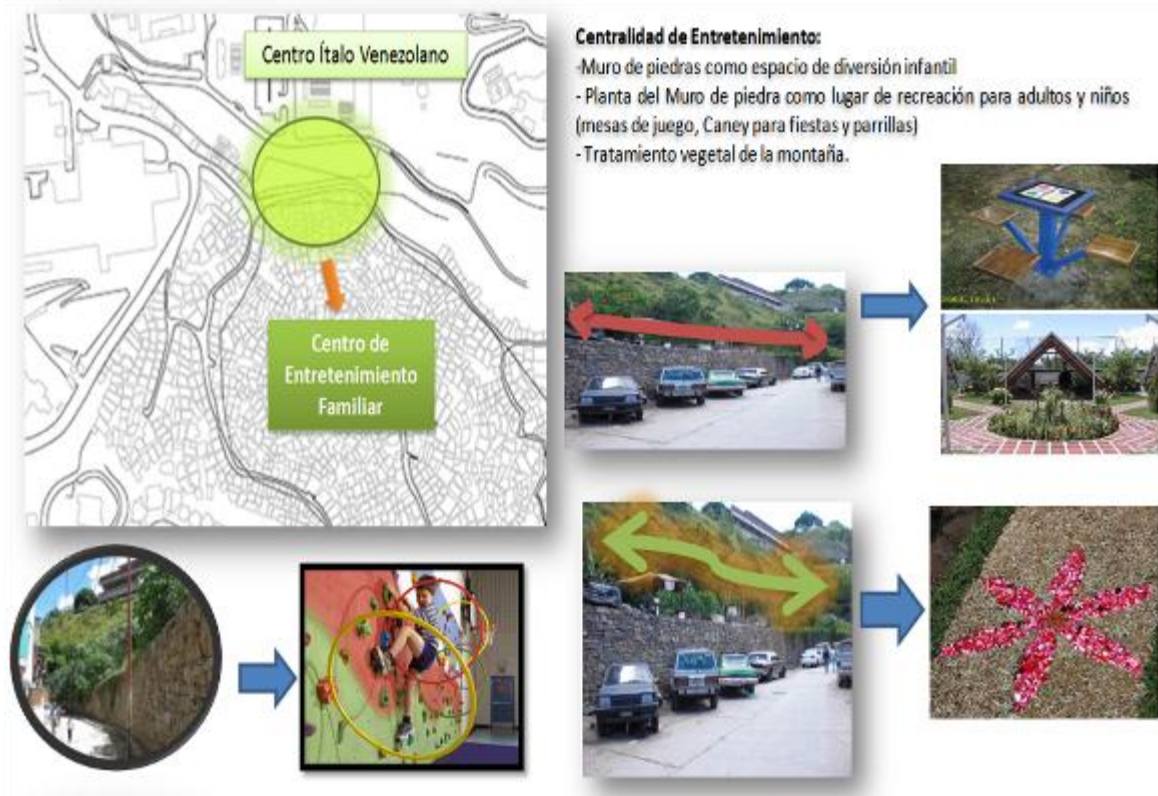 Centro Ítalo Venezolano
Centro de
Entretenimiento
Familiar
Centralidad de Entretenimiento:
-Muro de piedras como espacio de diversión infantil
- Planta del Muro de piedra como lugar de recreación para adultos y niños
(mesas de juego, Caney para fiestas y parrillas)
- Tratamiento vegetal de la montaña.